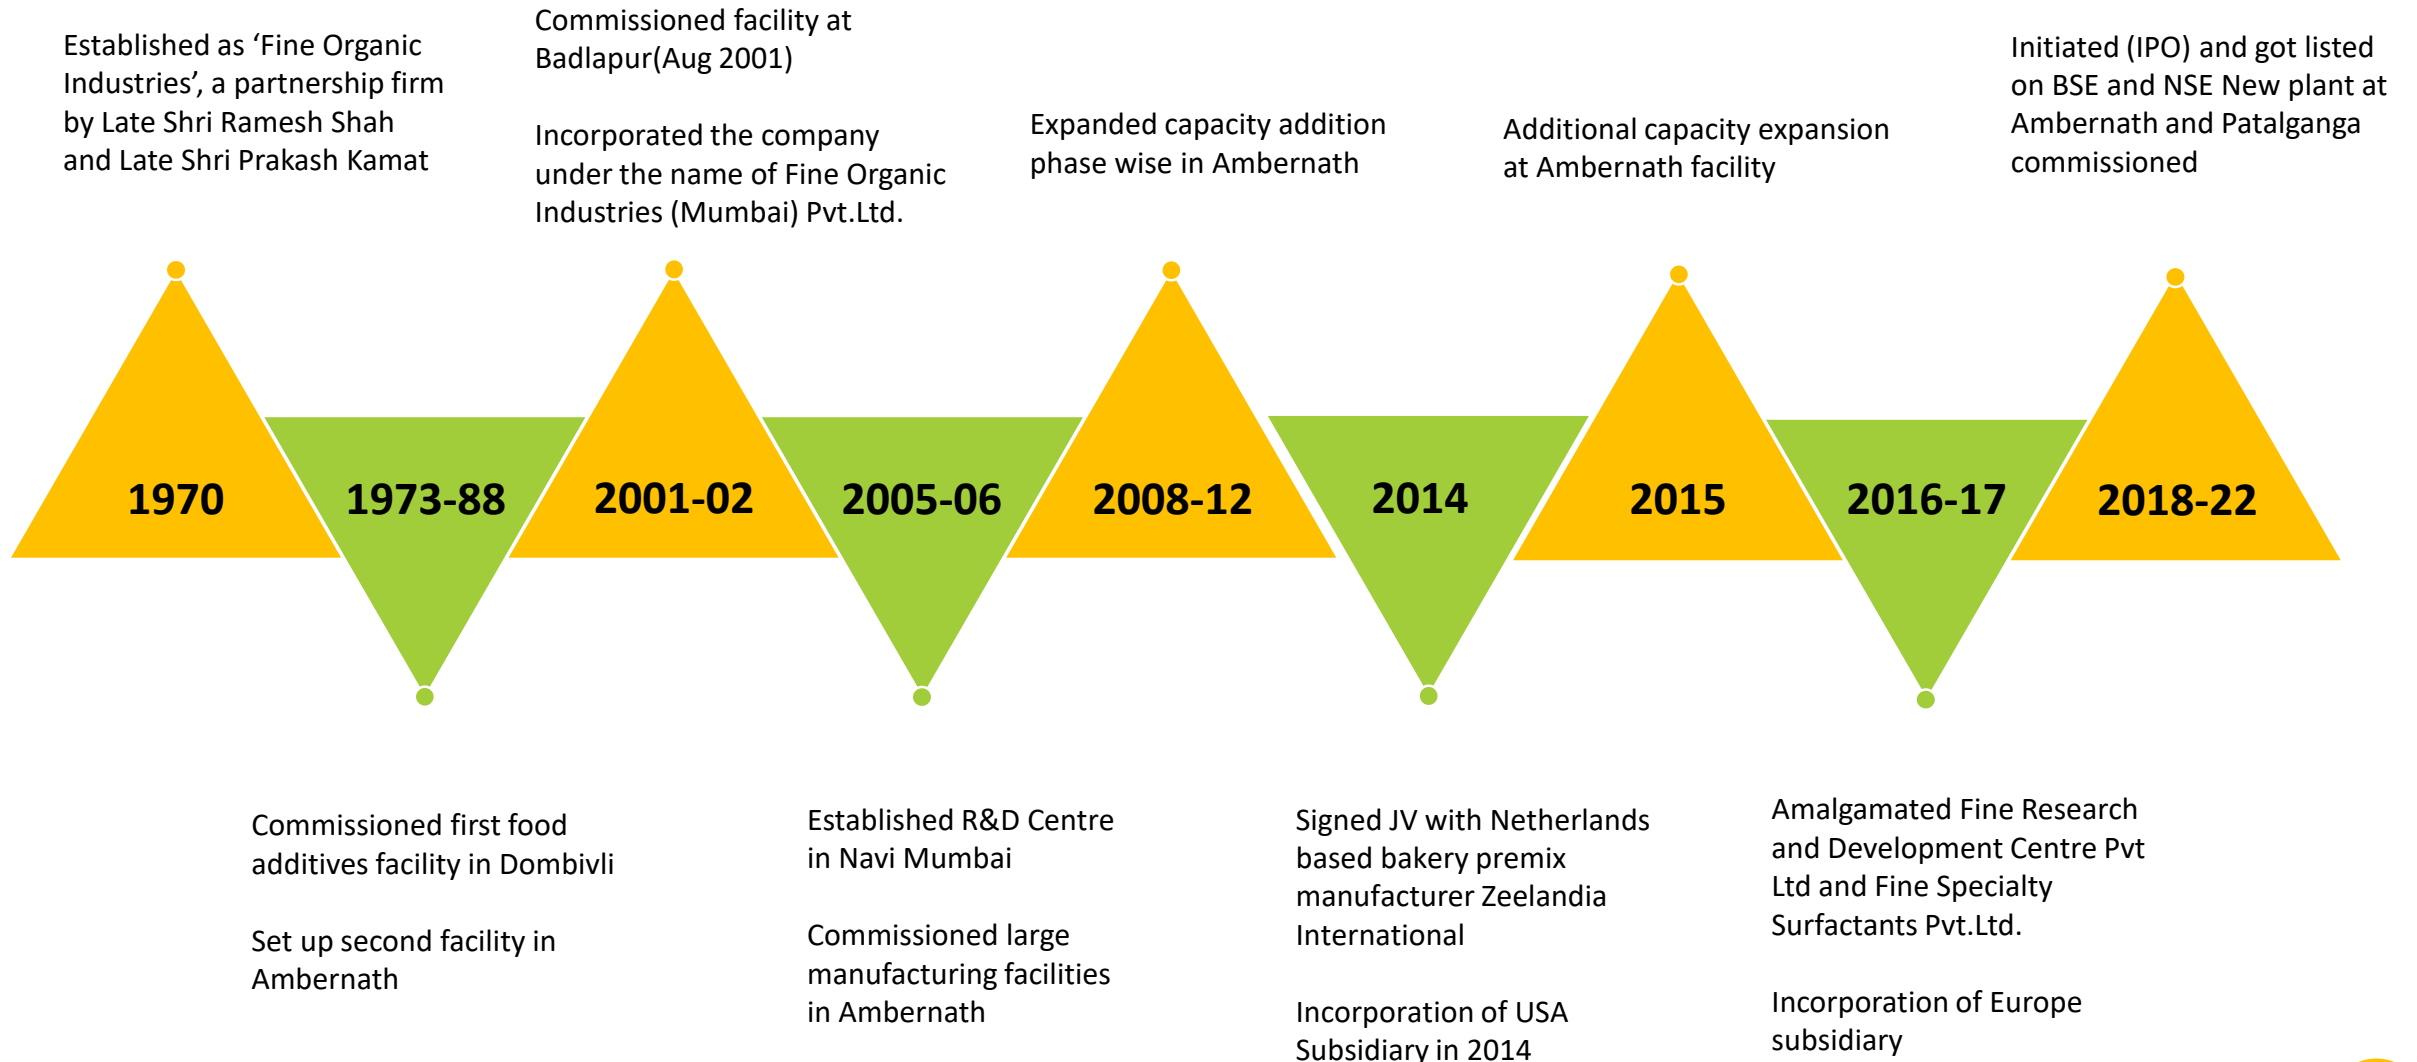 Established as ‘Fine Organic
Industries’, a partnership firm
by Late Shri Ramesh Shah
and Late Shri Prakash Kamat
Commissioned facility at
Badlapur(Aug 2001)
Incorporated the company
under the name of Fine Organic
Industries (Mumbai) Pvt.Ltd.
Expanded capacity addition
phase wise in Ambernath
Additional capacity expansion
at Ambernath facility
Initiated (IPO) and got listed
on BSE and NSE New plant at
Ambernath and Patalganga
commissioned
1970
1973-88
2001-02
2005-06
2008-12
2014
2015
2016-17
2018-22
Commissioned first food
additives facility in Dombivli
Set up second facility in
Ambernath
Established R&D Centre
in Navi Mumbai
Commissioned large
manufacturing facilities
in Ambernath
Signed JV with Netherlands
based bakery premix
manufacturer Zeelandia
International
Incorporation of USA
Subsidiary in 2014
Amalgamated Fine Research
and Development Centre Pvt
Ltd and Fine Specialty
Surfactants Pvt.Ltd.
Incorporation of Europe
subsidiary